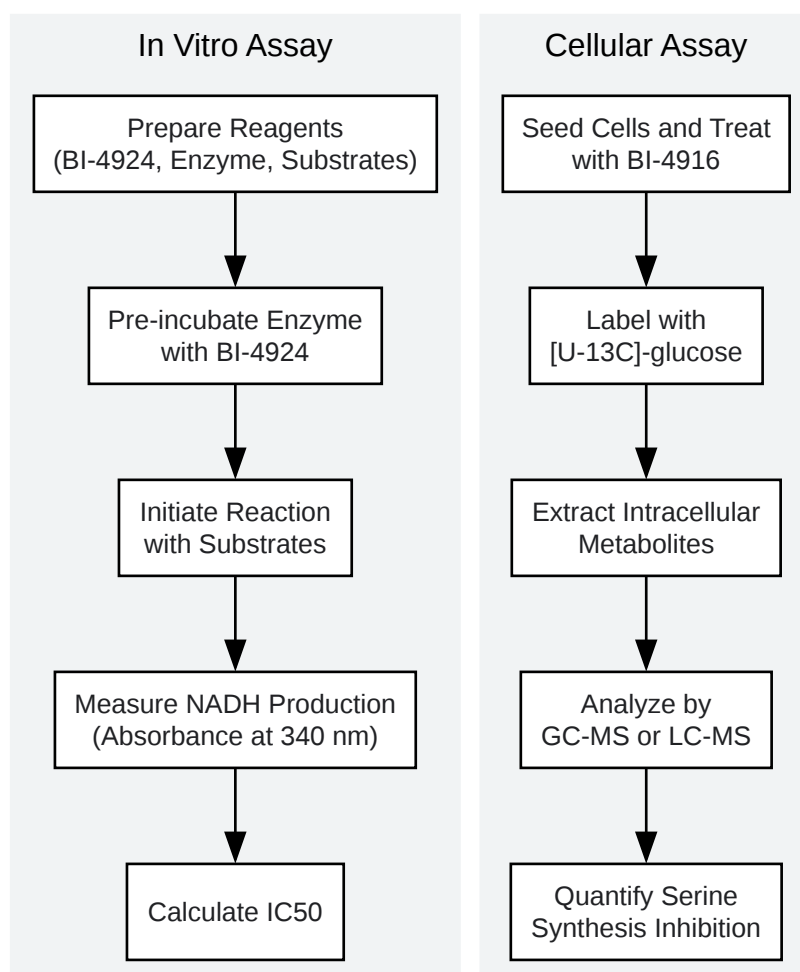 In Vitro Assay
Prepare Reagents
(BI-4924, Enzyme, Substrates)
Pre-incubate Enzyme
with BI-4924
Initiate Reaction
with Substrates
Measure NADH Production
(Absorbance at 340 nm)
Calculate IC50
Cellular Assay
Seed Cells and Treat
with BI-4916
Label with
[U-13C]-glucose
Extract Intracellular
Metabolites
Analyze by
GC-MS or LC-MS
Quantify Serine
Synthesis Inhibition